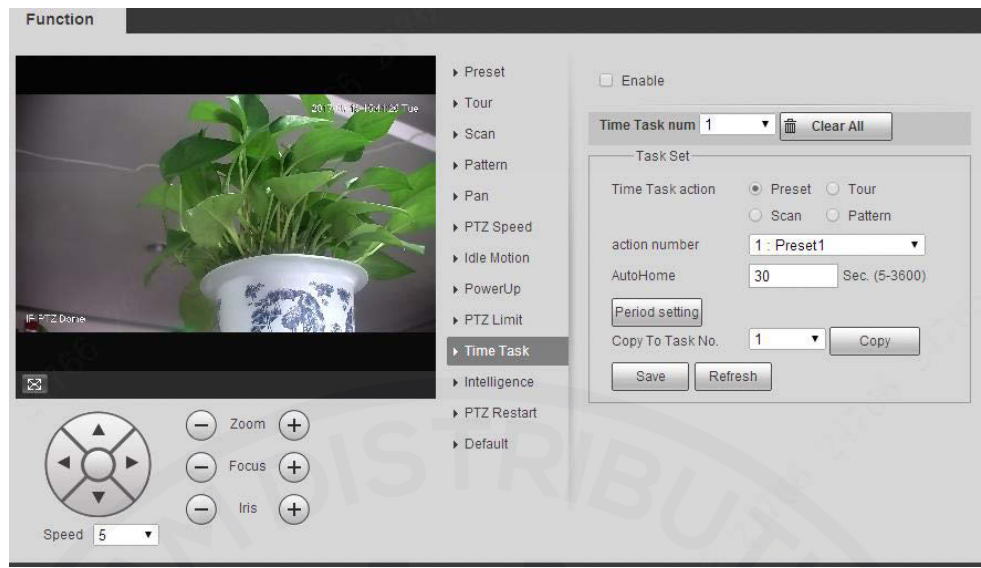 Function
Tue
IP PTZ Dome
Preset
Tour
Scan
Pattern
Pan
PTZ Speed
Idle Motion
PowerUp
PTZ Limit
Time Task
Intelligence
PTZ Restart
Default
Zoom
Focus
Iris
Speed 5
Enable
Time Task num 1 Clear All
Task Set
Time Task action Preset Tour
Scan Pattern
action number 1 : Preset1
AutoHome 30 Sec. (5-3600)
Period setting
Copy To Task No. 1 Copy
Save Refresh
DISTRIBUT